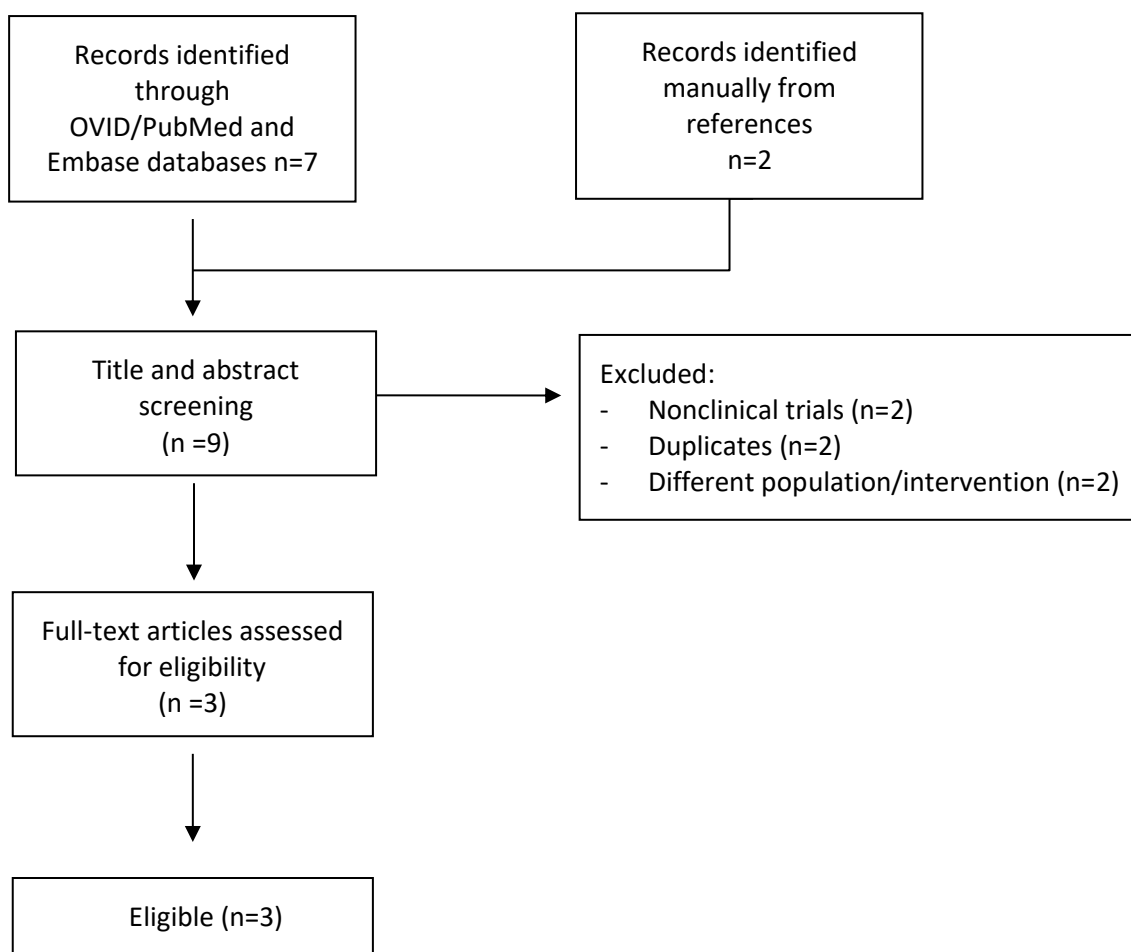 Records identified
through
OVID/PubMed and
Embase databases n=7
Records identified
manually from
references
n=2
Title and abstract
screening
(n =9)
Excluded:
- Nonclinical trials (n=2)
- Duplicates (n=2)
- Different population/intervention (n=2)
Full-text articles assessed
for eligibility
(n =3)
Eligible (n=3)